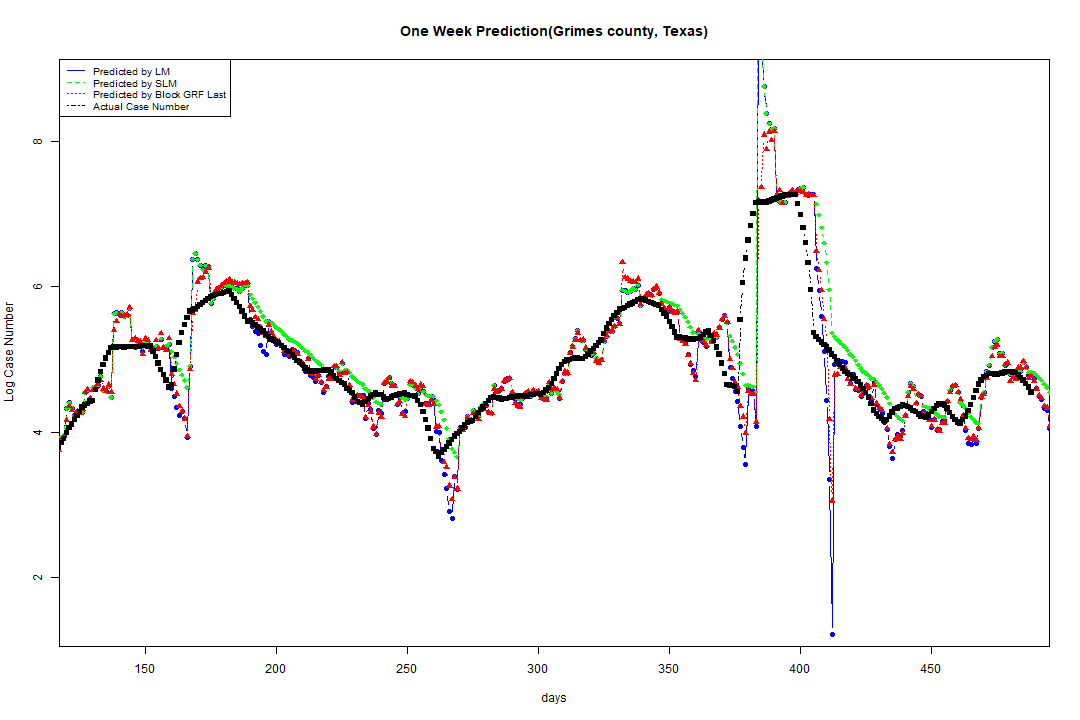 One Week Prediction(Grimes county, Texas)
Predicted by LM
Predicted by SLM
Predicted by Block GRF Last
Actual Case Number
Log Case Number
8
6
4
2
150 200 250 300 350 400 450
days